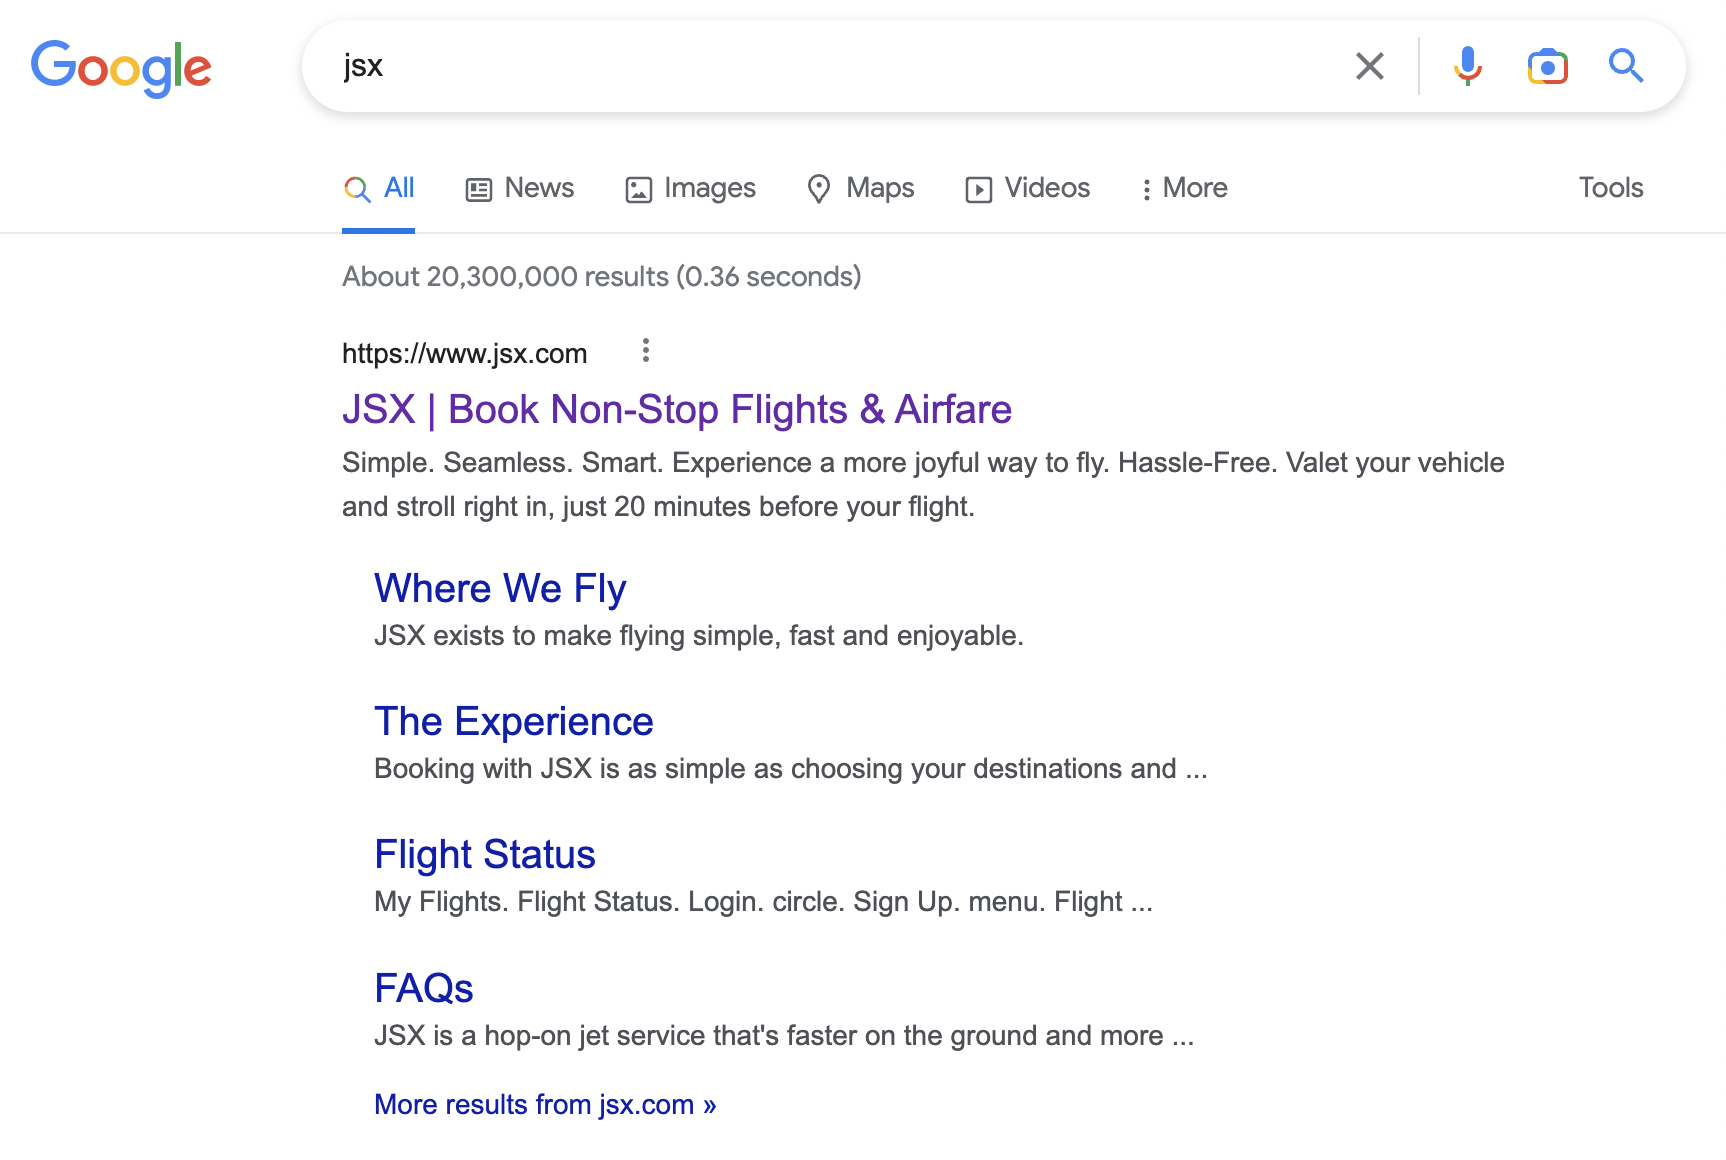 Google
jsx
All News Images Maps Videos More Tools
About 20,300,000 results (0.36 seconds)
https://www.jsx.com
JSX | Book Non-Stop Flights & Airfare
Simple. Seamless. Smart. Experience a more joyful way to fly. Hassle-Free. Valet your vehicle
and stroll right in, just 20 minutes before your flight.
Where We Fly
JSX exists to make flying simple, fast and enjoyable.
The Experience
Booking with JSX is as simple as choosing your destinations and ...
Flight Status
My Flights. Flight Status. Login. circle. Sign Up. menu. Flight ...
FAQs
JSX is a hop-on jet service that's faster on the ground and more ...
More results from jsx.com »